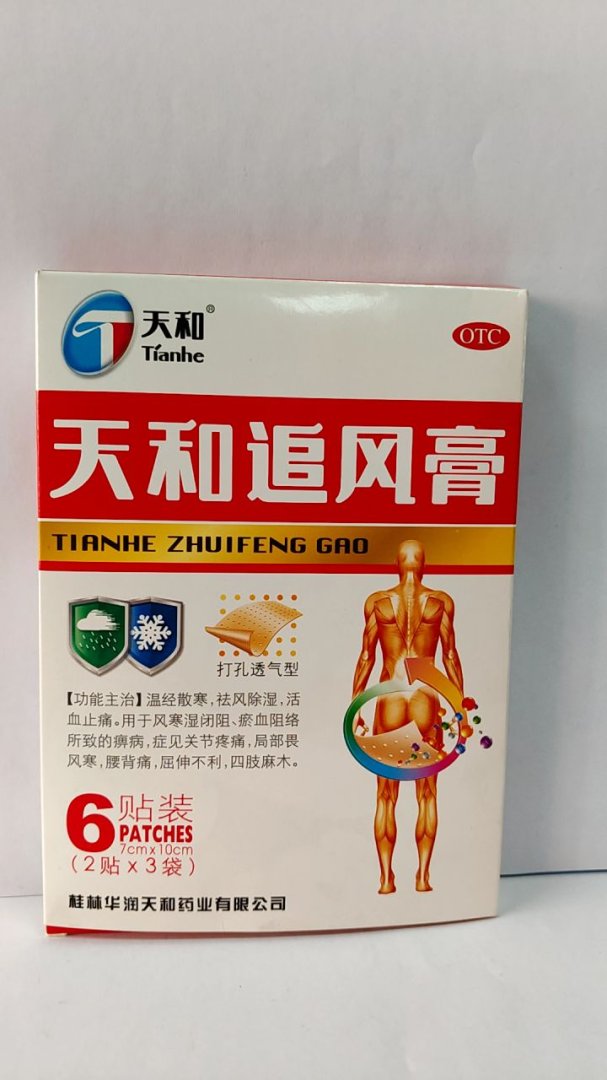 天和®
Tianhe
OTC
天和追风膏
TIANHE ZHUIFENG GAO
打孔透气型
【功能主治】温经散寒,祛风除湿,活
血止痛。用于风寒湿闭阻、瘀血阻络
所致的痹病,症见关节疼痛,局部畏
风寒,腰背痛,屈伸不利,四肢麻木。
6贴装
PATCHES
7cmx10cm
(2贴x3袋)
桂林华润天和药业有限公司